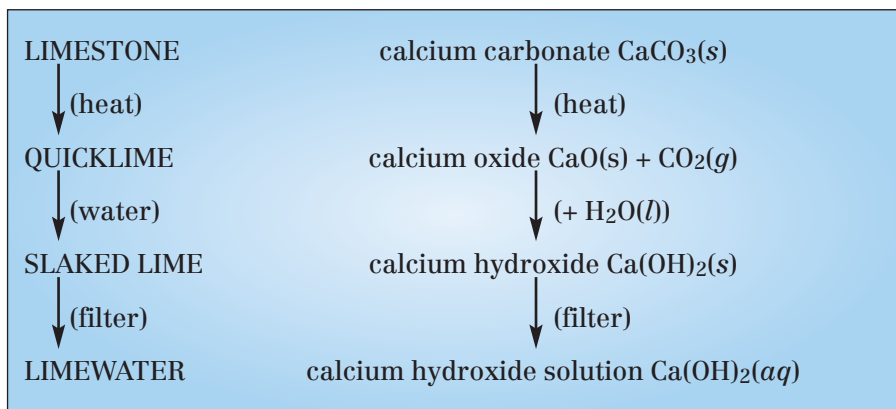 LIMESTONE calcium carbonate CaCO₃(s)
(heat) (heat)
QUICKLIME calcium oxide CaO(s) + CO₂(g)
(water) (+ H₂O(l))
SLAKED LIME calcium hydroxide Ca(OH)₂(s)
(filter) (filter)
LIMEWATER calcium hydroxide solution Ca(OH)₂(aq)